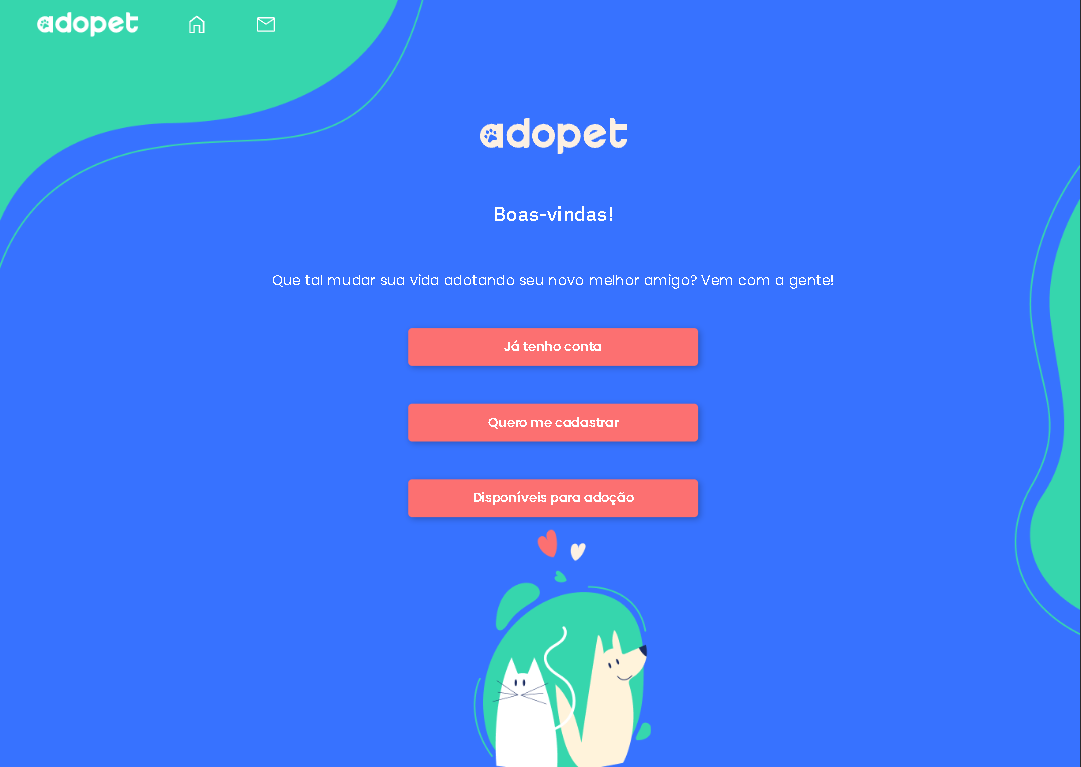 adopet
adopet
Boas-vindas!
Que tal mudar sua vida adotando seu novo melhor amigo? Vem com a gente!
Já tenho conta
Quero me cadastrar
Disponíveis para adoção